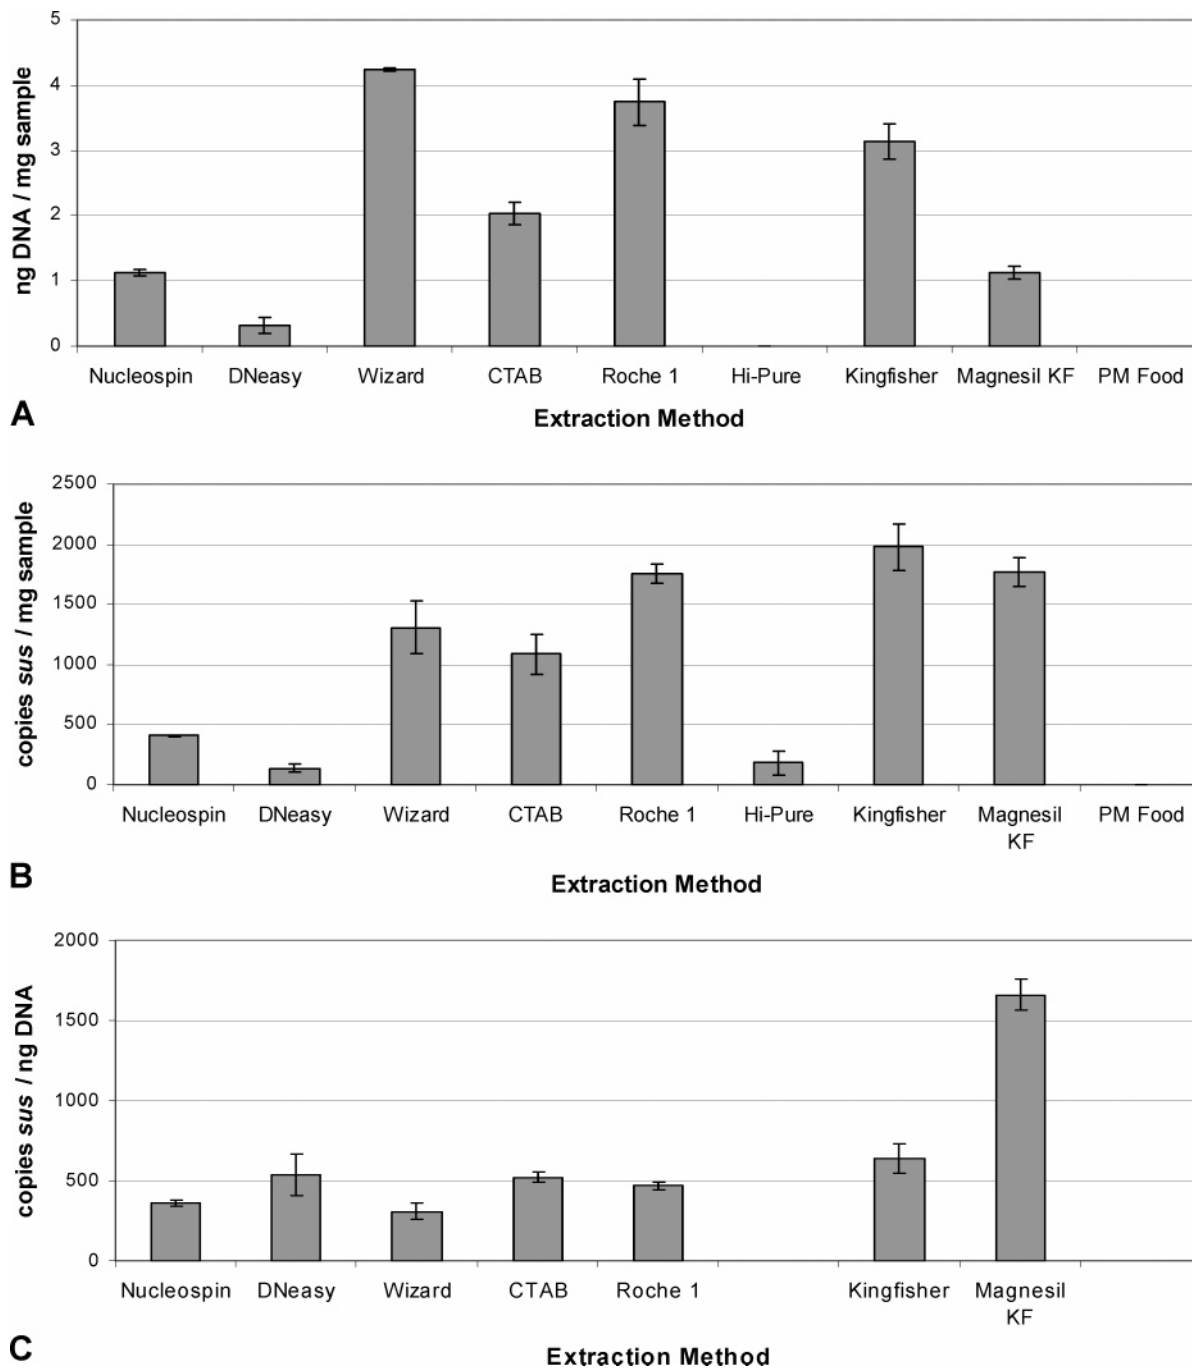 5
4
3
2
1
0
ng DNA / mg sample
Nucleospin DNeasy Wizard CTAB Roche 1 Hi-Pure Kingfisher Magnesil KF PM Food
Extraction Method
A
2500
2000
1500
1000
500
0
copies sus / mg sample
Nucleospin DNeasy Wizard CTAB Roche 1 Hi-Pure Kingfisher Magnesil PM Food
KF
Extraction Method
B
2000
1500
1000
500
0
copies sus / ng DNA
Nucleospin DNeasy Wizard CTAB Roche 1 Kingfisher Magnesil
KF
Extraction Method
C